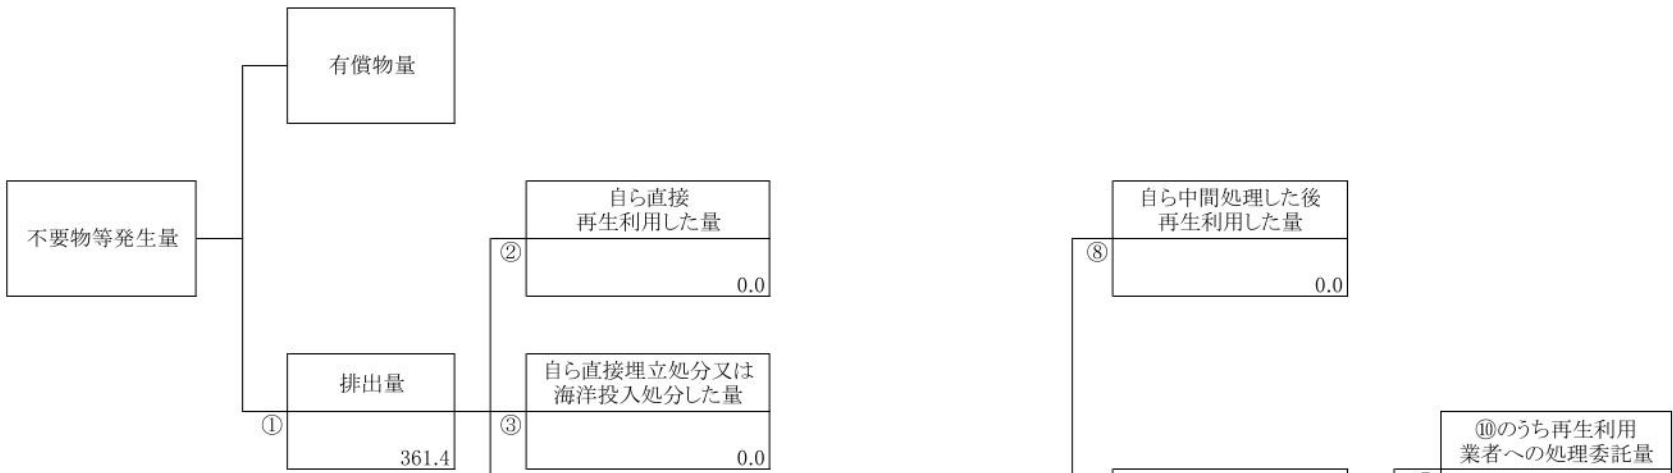 有償物量
不要物等発生量
自ら直接
再生利用した量
②
0.0
自ら中間処理した後
再生利用した量
⑧
0.0
排出量
①
361.4
自ら直接埋立処分又は
海洋投入処分した量
③
0.0
⑩のうち再生利用
業者への処理委託量